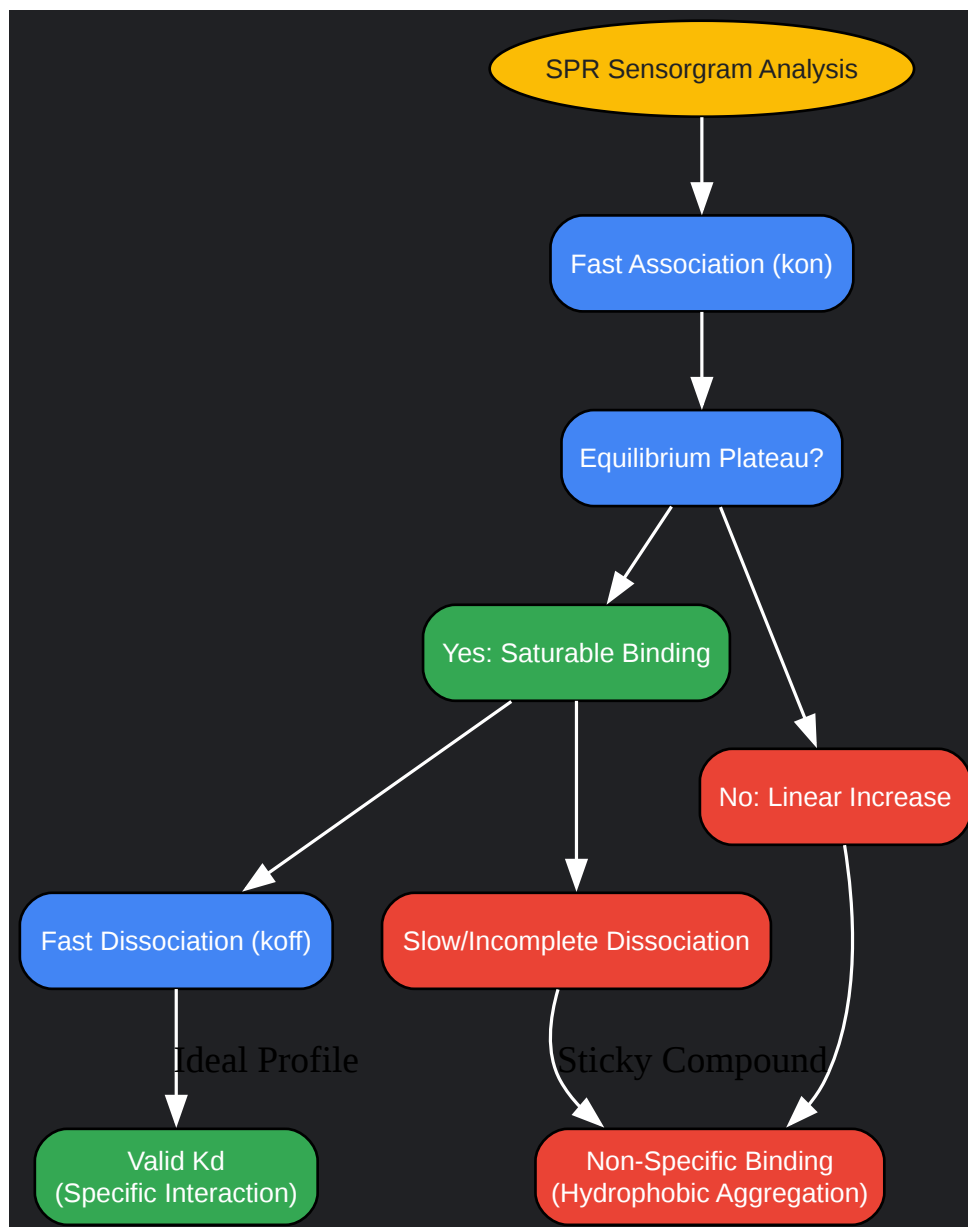 SPR Sensorgram Analysis
Fast Association (kon)
Equilibrium Plateau?
Yes: Saturable Binding
No: Linear Increase
Fast Dissociation (koff)
Slow/Incomplete Dissociation
Ideal Profile
Sticky Compound
Valid Kd
(Specific Interaction)
Non-Specific Binding
(Hydrophobic Aggregation)